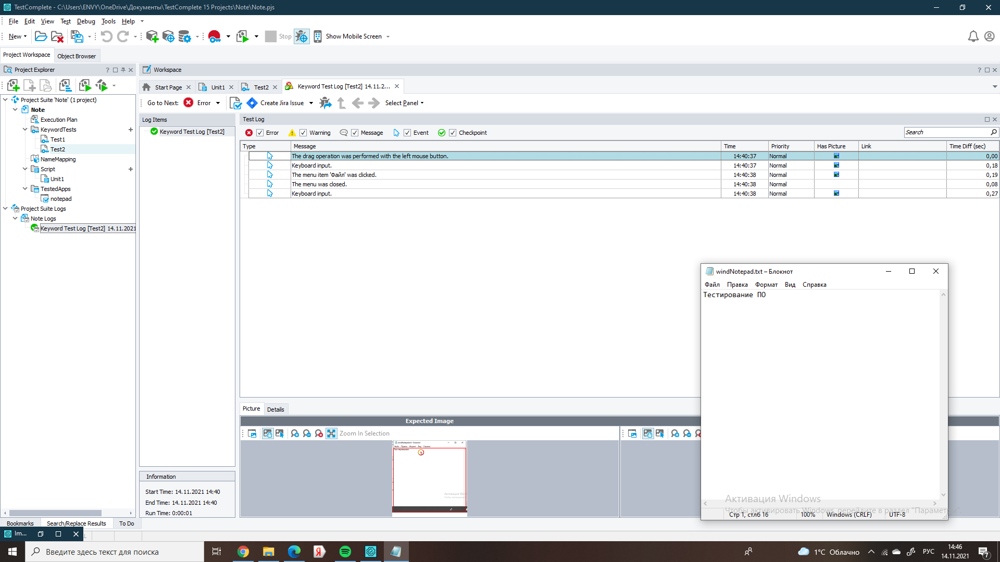 TestComplete - C:\Users\ENVY\OneDrive\Документы\TestComplete 15 Projects\Note\Note.pjs
File Edit View Test Debug Tools Help
New Stop Show Mobile Screen
Project Workspace Object Browser
Project Explorer ?
Workspace ?
Start Page Unit1 Test2 Keyword Test Log [Test2] 14.11.2...
Go to Next: Error Create Jira Issue Select Panel
Project Suite 'Note' (1 project)
Note
Execution Plan
KeywordTests
Test1
Test2
NameMapping
Script
Unit1
TestedApps
notepad
Project Suite Logs
Note Logs
Keyword Test Log [Test2] 14.11.2021
Log Items
Keyword Test Log [Test2]
Test Log
Error Warning Message Event Checkpoint Search
Type Message Time Priority Has Picture Link Time Diff (sec)
The drag operation was performed with the left mouse button. 14:40:37 Normal 0,00
Keyboard input. 14:40:37 Normal 0,18
The menu item 'Файл' was clicked. 14:40:38 Normal 0,19
The menu was closed. 14:40:38 Normal 0,08
Keyboard input. 14:40:38 Normal 0,27
Picture Details
Expected Image
Zoom In Selection
windNotepad.txt – Блокнот
Файл Правка Формат Вид Справка
Тестирование
Information
Start Time: 14.11.2021 14:40
End Time: 14.11.2021 14:40
Run Time: 0:00:01
windNotepad.txt – Блокнот
Файл Правка Формат Вид Справка
Тестирование ПО
Активация Windows
Чтобы активировать Windows, перейдите в раздел "Параметры".
Стр 1, стлб 16 100% Windows (CRLF) UTF-8
Bookmarks Search/Replace Results To Do
Im...
Введите здесь текст для поиска
1°C Облачно РУС 14:46
14.11.2021
7